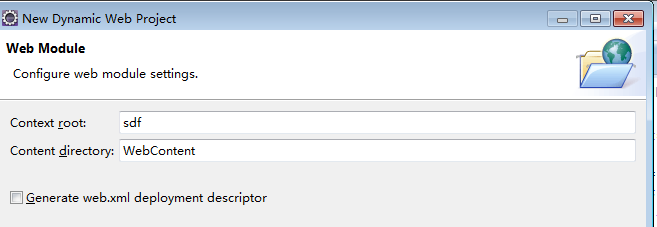 New Dynamic Web Project
Web Module
Configure web module settings.
Context root: sdf
Content directory: WebContent
Generate web.xml deployment descriptor